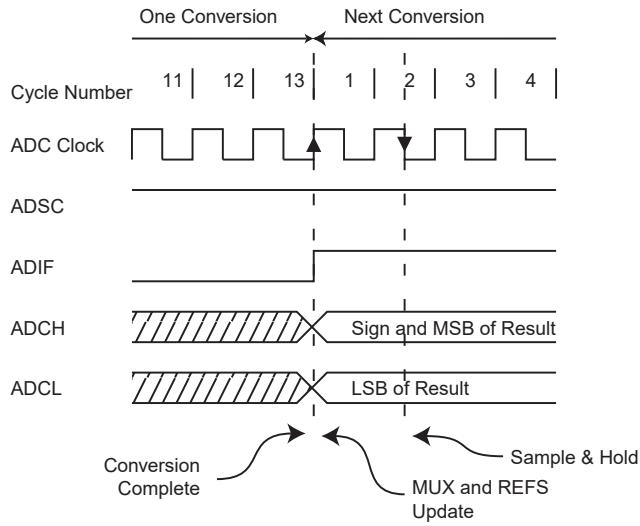 One Conversion
Next Conversion
Cycle Number
11 12 13 1 2 3 4
ADC Clock
ADSC
ADIF
ADCH
Sign and MSB of Result
ADCL
LSB of Result
Conversion
Complete
MUX and REFS
Update
Sample & Hold